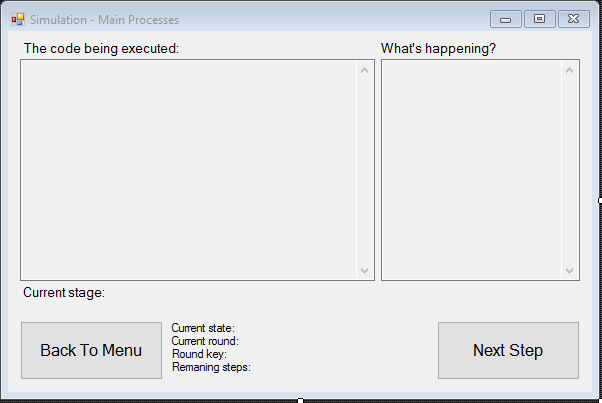 Simulation - Main Processes
The code being executed:
What's happening?
Current stage:
Back To Menu
Current state:
Current round:
Round key:
Remaning steps:
Next Step